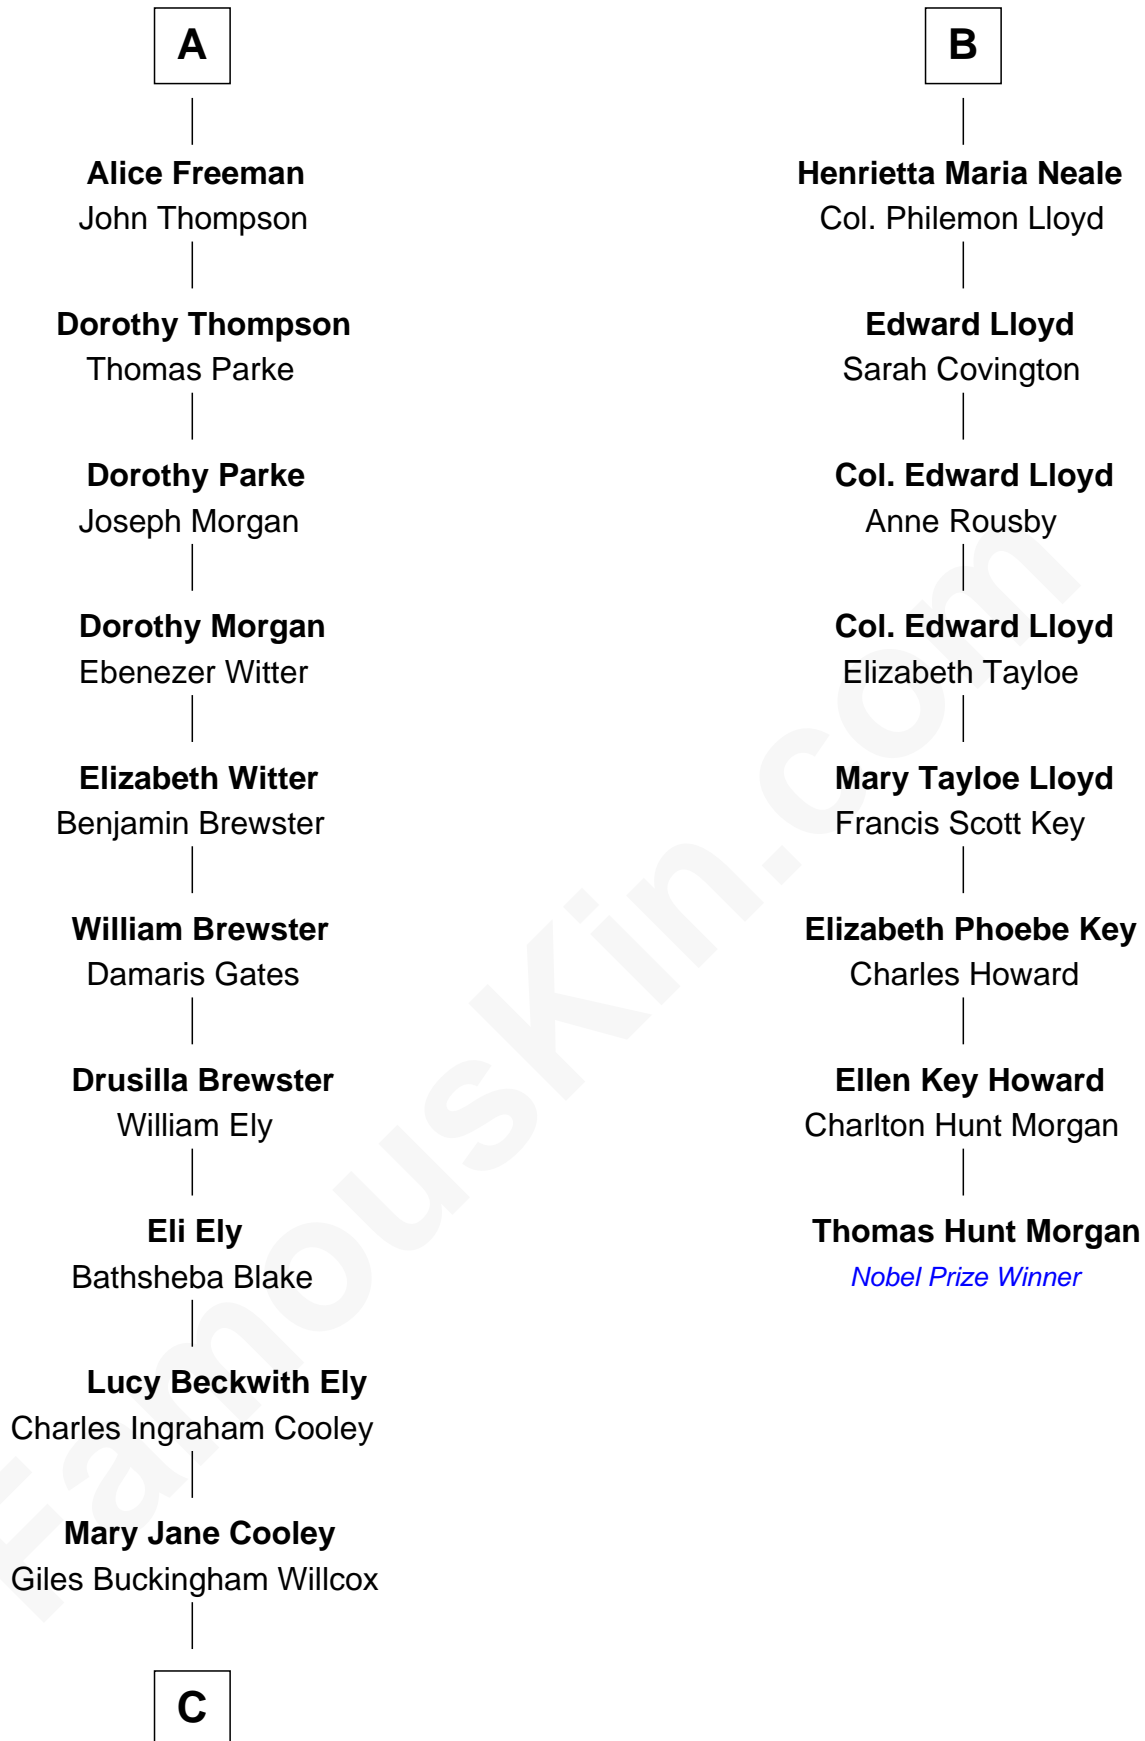 A
Alice Freeman
John Thompson
Dorothy Thompson
Thomas Parke
Dorothy Parke
Joseph Morgan
Dorothy Morgan
Ebenezer Witter
Elizabeth Witter
Benjamin Brewster
William Brewster
Damaris Gates
Drusilla Brewster
William Ely
Eli Ely
Bathsheba Blake
Lucy Beckwith Ely
Charles Ingraham Cooley
Mary Jane Cooley
Giles Buckingham Willcox
C
B
Henrietta Maria Neale
Col. Philemon Lloyd
Edward Lloyd
Sarah Covington
Col. Edward Lloyd
Anne Rousby
Col. Edward Lloyd
Elizabeth Tayloe
Mary Tayloe Lloyd
Francis Scott Key
Elizabeth Phoebe Key
Charles Howard
Ellen Key Howard
Charlton Hunt Morgan
Thomas Hunt Morgan
Nobel Prize Winner
FamousKin.com